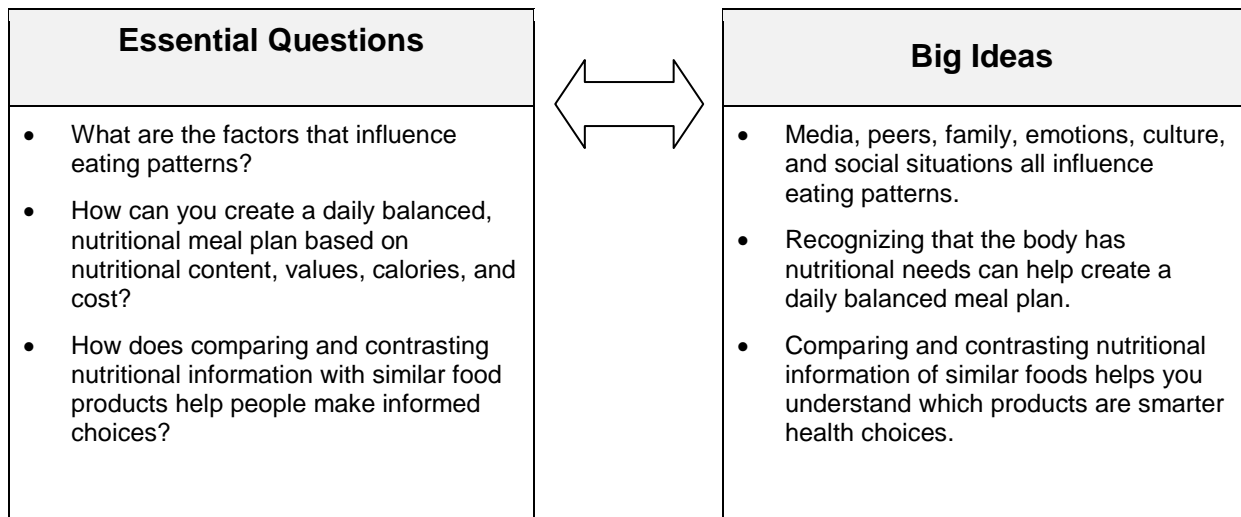 Essential Questions
• What are the factors that influence
eating patterns?
• How can you create a daily balanced,
nutritional meal plan based on
nutritional content, values, calories, and
cost?
• How does comparing and contrasting
nutritional information with similar food
products help people make informed
choices?
Big Ideas
• Media, peers, family, emotions, culture,
and social situations all influence
eating patterns.
• Recognizing that the body has
nutritional needs can help create a
daily balanced meal plan.
• Comparing and contrasting nutritional
information of similar foods helps you
understand which products are smarter
health choices.